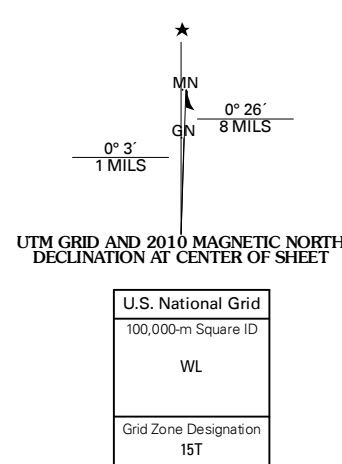 ★
MN
0° 26´
8 MILS
GN
0° 3´
1 MILS
UTM GRID AND 2010 MAGNETIC NORTH
DECLINATION AT CENTER OF SHEET
U.S. National Grid
100,000-m Square ID
WL
Grid Zone Designation
15T